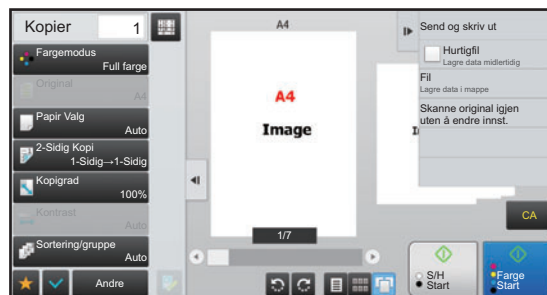 Kopier 1
Fargemodus
Full farge
Original
A4
Papir Valg
Auto
2-Sidig Kopi
1-Sidig→1-Sidig
Kopigrad
100%
Kontrast
Auto
Sortering/gruppe
Auto
Andre
A4
A4
Image
1/7
Send og skriv ut
Hurtigfil
Lagre data midlertidig
Fil
Lagre data i mappe
Skanne original igjen
uten å endre innst.
CA
S/H
Start
Farge
Start